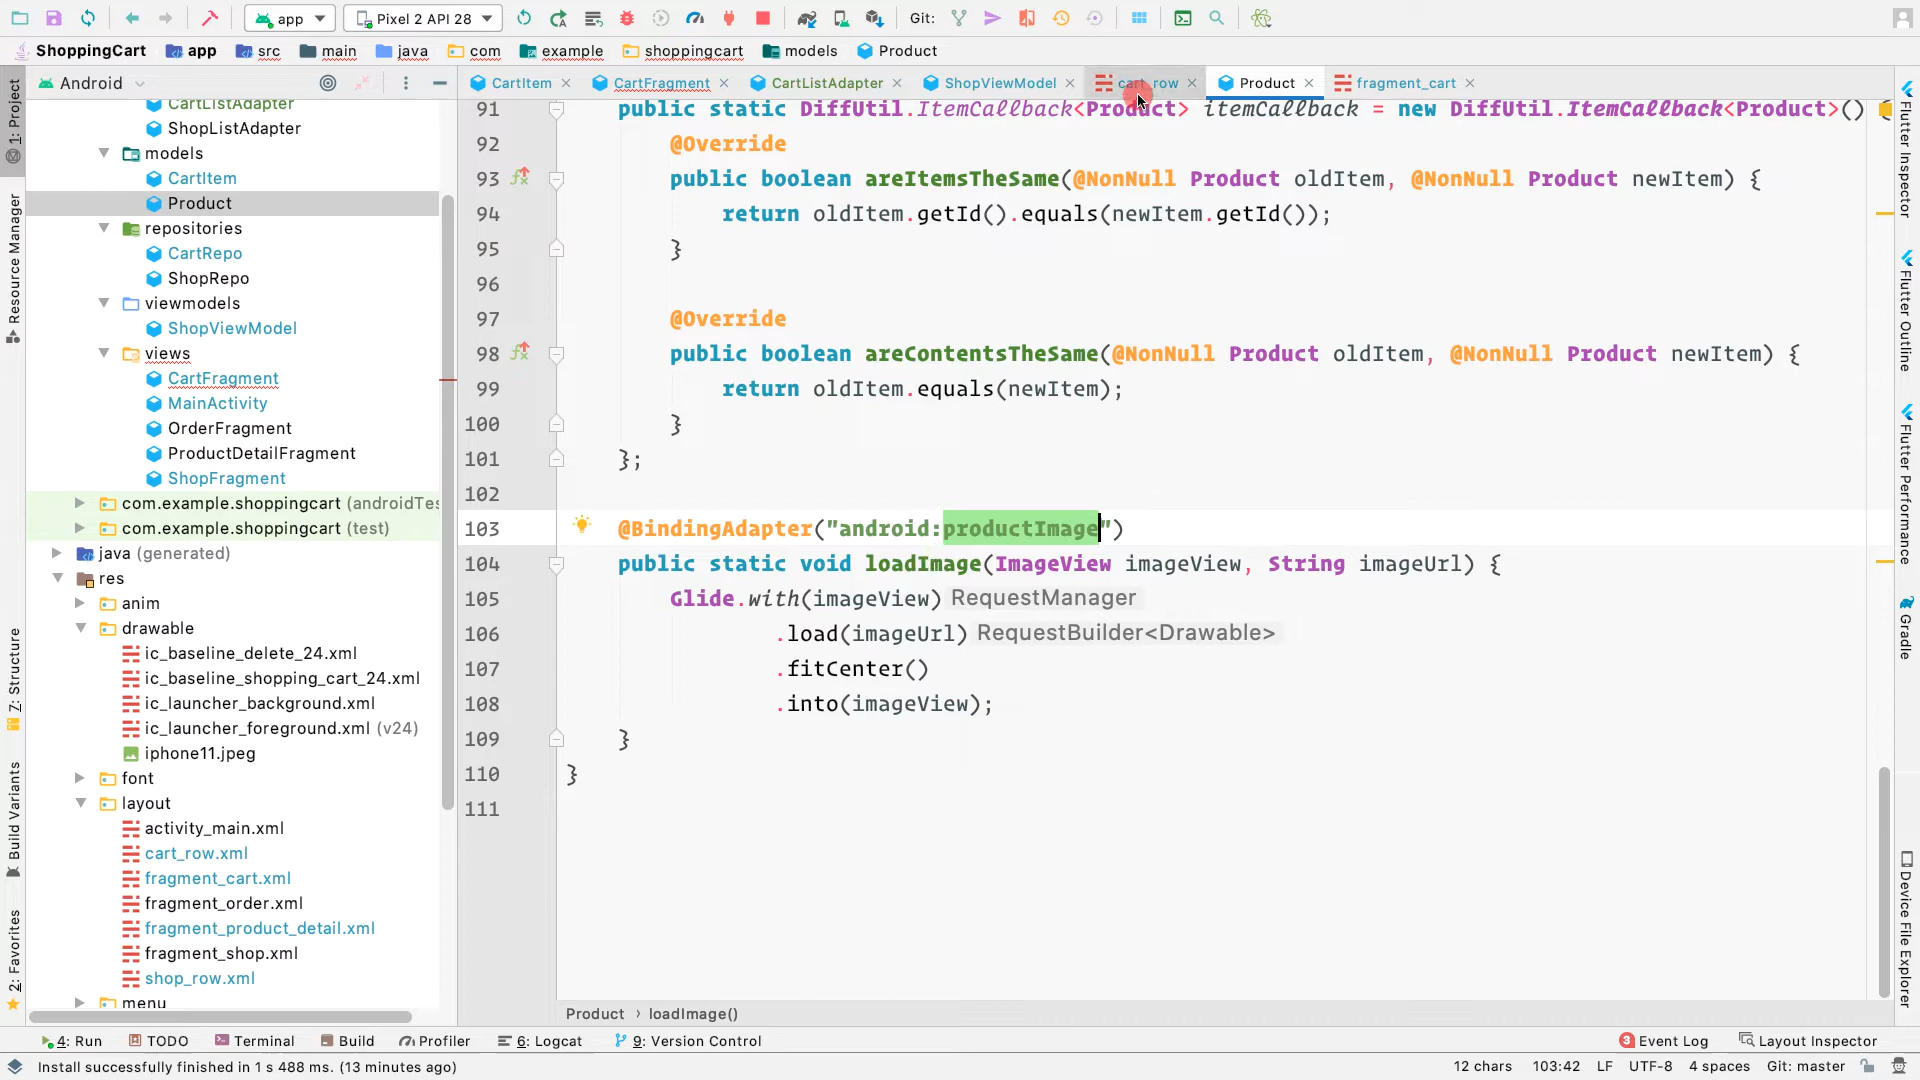 app
Pixel 2 API 28
Git:
ShoppingCart
app
src
main
java
com
example
shoppingcart
models
Product
Android
CartItem
CartFragment
CartListAdapter
ShopViewModel
cart_row
Product
fragment_cart
1: Project
Resource Manager
7: Structure
Build Variants
2: Favorites
CartListAdapter
ShopListAdapter
models
CartItem
Product
repositories
CartRepo
ShopRepo
viewmodels
ShopViewModel
views
CartFragment
MainActivity
OrderFragment
ProductDetailFragment
ShopFragment
com.example.shoppingcart (androidTes
com.example.shoppingcart (test)
java (generated)
res
anim
drawable
ic_baseline_delete_24.xml
ic_baseline_shopping_cart_24.xml
ic_launcher_background.xml
ic_launcher_foreground.xml (v24)
iphone11.jpeg
font
layout
activity_main.xml
cart_row.xml
fragment_cart.xml
fragment_order.xml
fragment_product_detail.xml
fragment_shop.xml
shop_row.xml
menu
91 public static DiffUtil.ItemCallback<Product> itemCallback = new DiffUtil.ItemCallback<Product>() {
92 @Override
93 public boolean areItemsTheSame(@NonNull Product oldItem, @NonNull Product newItem) {
94 return oldItem.getId().equals(newItem.getId());
95 }
96
97 @Override
98 public boolean areContentsTheSame(@NonNull Product oldItem, @NonNull Product newItem) {
99 return oldItem.equals(newItem);
100 }
101 };
102
103 @BindingAdapter("android:productImage")
104 public static void loadImage(ImageView imageView, String imageUrl) {
105 Glide.with(imageView) RequestManager
106 .load(imageUrl) RequestBuilder<Drawable>
107 .fitCenter()
108 .into(imageView);
109 }
110 }
111
Product › loadImage()
Flutter Inspector
Flutter Outline
Flutter Performance
Gradle
Device File Explorer
4: Run
TODO
Terminal
Build
Profiler
6: Logcat
9: Version Control
3 Event Log
Layout Inspector
Install successfully finished in 1 s 488 ms. (13 minutes ago)
12 chars
103:42
LF
UTF-8
4 spaces
Git: master